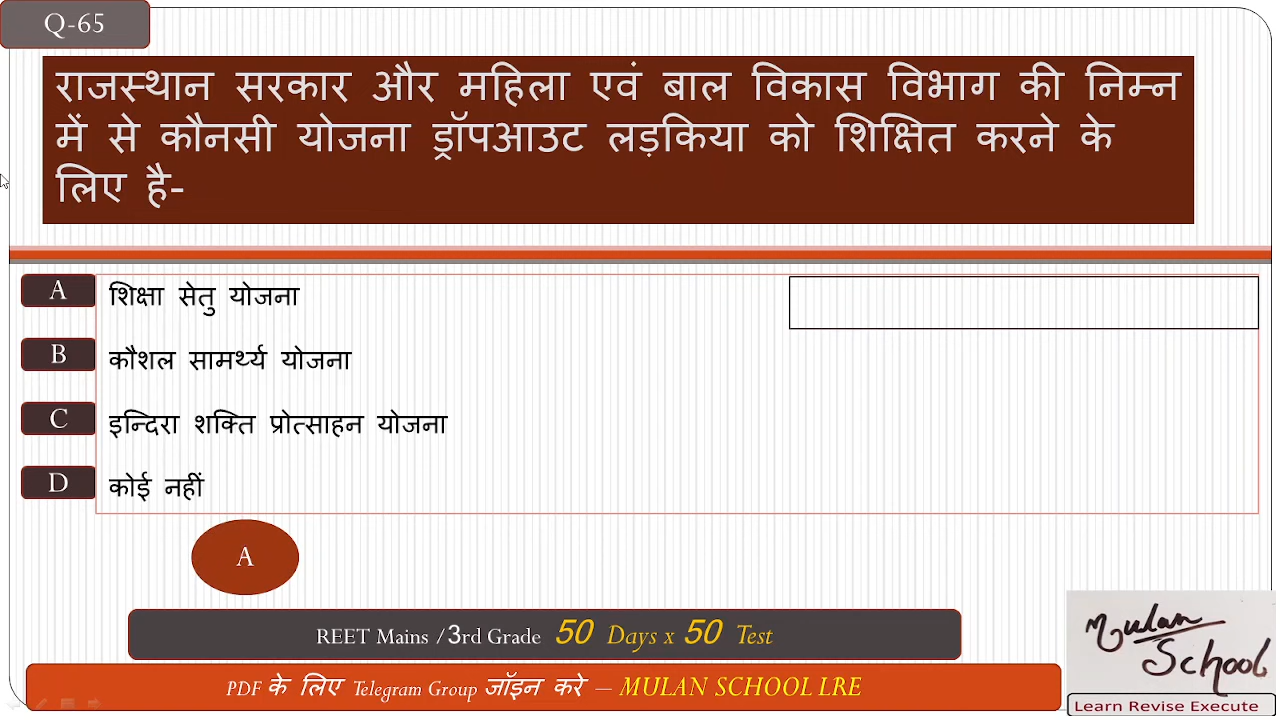 Q-65
राजस्थान सरकार और महिला एवं बाल विकास विभाग की निम्न
में से कौनसी योजना ड्रॉपआउट लड़किया को शिक्षित करने के
लिए है-
A शिक्षा सेतु योजना
B कौशल सामर्थ्य योजना
C इन्दिरा शक्ति प्रोत्साहन योजना
D कोई नहीं
A
REET Mains /3rd Grade 50 Days x 50 Test
PDF के लिए Telegram Group जॉइन करे – MULAN SCHOOL LRE
Mulan
School
Learn Revise Execute